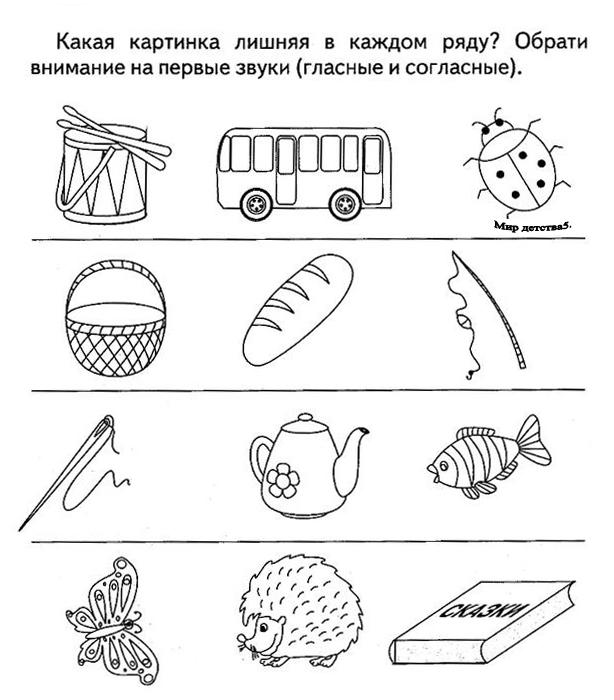 Какая картинка лишняя в каждом ряду? Обрати
внимание на первые звуки (гласные и согласные).
Мир детства5.
СКАЗКИ